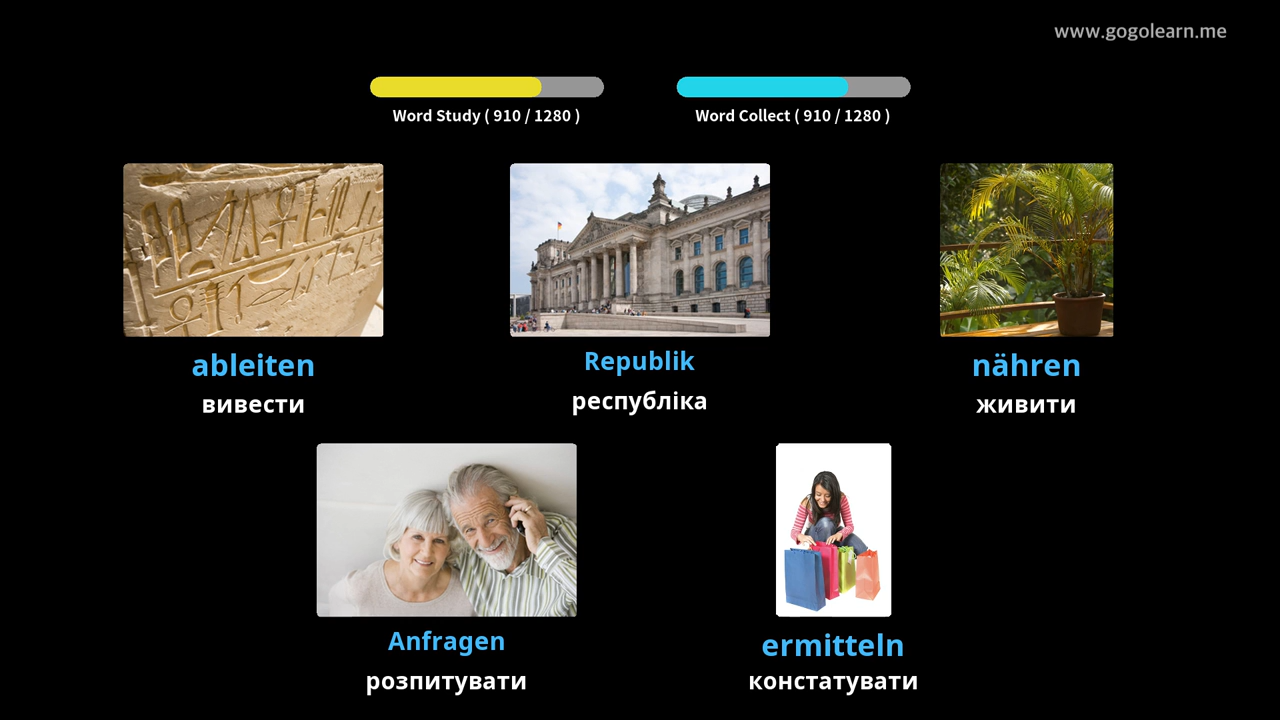 www.gogolearn.me
Word Study ( 910 / 1280 )
Word Collect ( 910 / 1280 )
ableiten
вивести
Republik
республіка
nähren
живити
Anfragen
розпитувати
ermitteln
констатувати